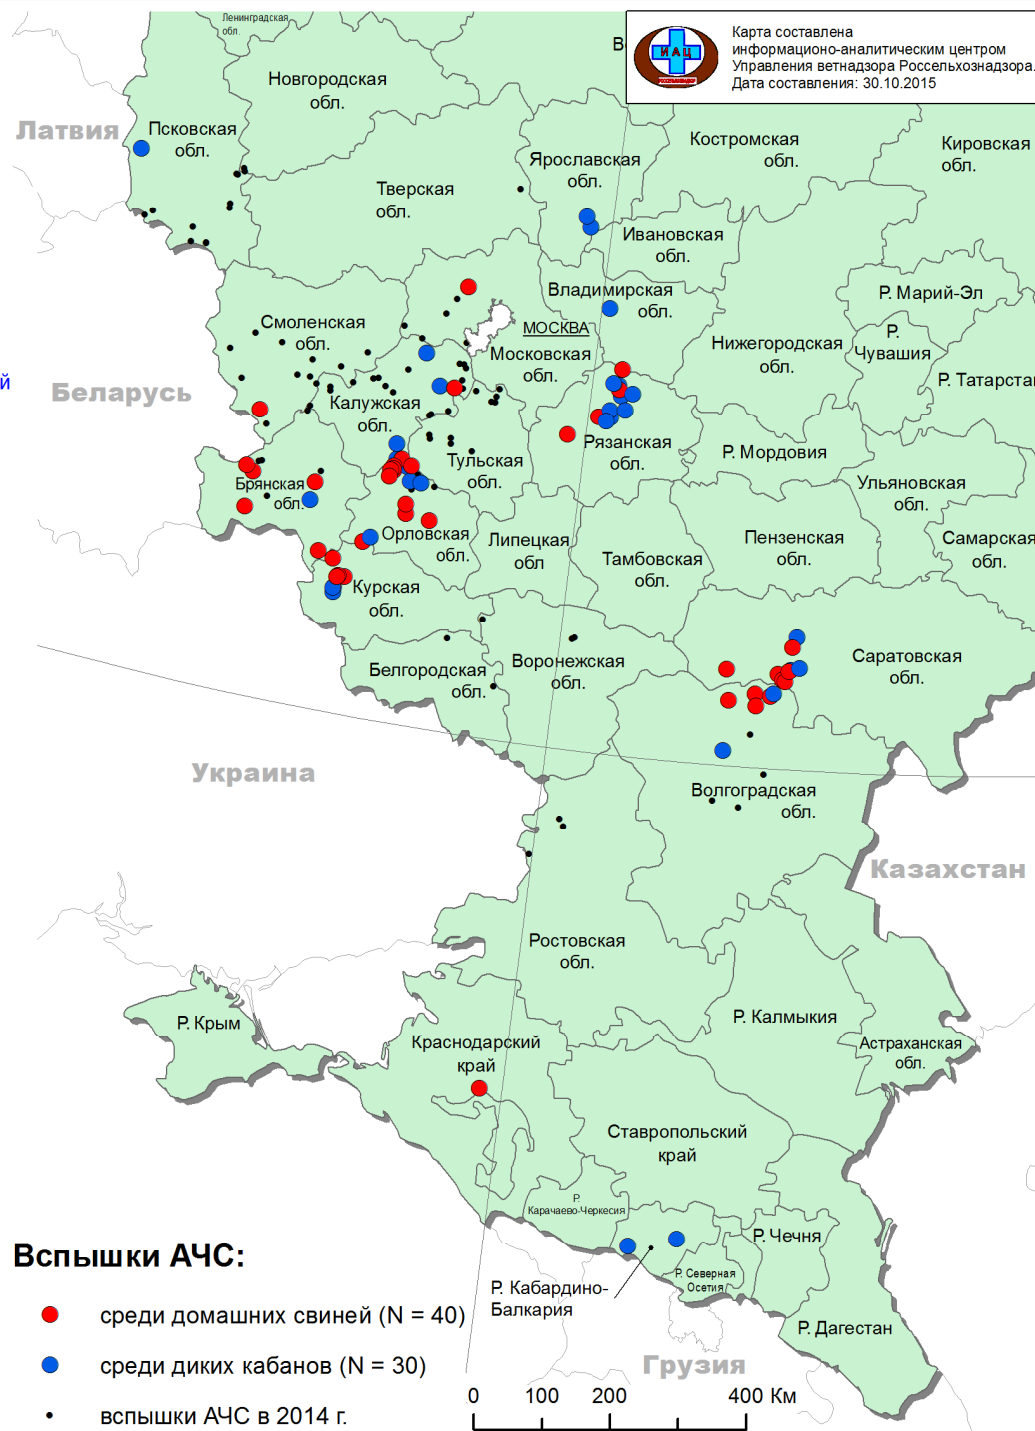 Ленинградская
обл.
Карта составлена
информационо-аналитическим центром
Управления ветнадзора Россельхознадзора.
Дата составления: 30.10.2015
ИАЦ
Новгородская
обл.
Латвия
Псковская
обл.
Тверская
обл.
Ярославская
обл.
Костромская
обл.
Кировская
обл.
Ивановская
обл.
Владимирская
обл.
Р. Марий-Эл
Смоленская
обл.
МОСКВА
Московская
обл.
Нижегородская
обл.
Р.
Чувашия
Р. Татарстан
й
Беларусь
Калужская
обл.
Рязанская
обл.
Р. Мордовия
Тульская
обл.
Брянская
обл.
Ульяновская
обл.
Орловская
обл.
Липецкая
обл
Тамбовская
обл.
Пензенская
обл.
Самарская
обл.
Курская
обл.
Белгородская
обл.
Воронежская
обл.
Саратовская
обл.
Украина
Волгоградская
обл.
Казахстан
Ростовская
обл.
Р. Крым
Р. Калмыкия
Краснодарский
край
Астраханская
обл.
Ставропольский
край
Р.
Карачаево-Черкесия
Р. Чечня
Р. Северная
Осетия
Р. Кабардино-
Балкария
Р. Дагестан
Грузия
Вспышки АЧС:
среди домашних свиней (N = 40)
среди диких кабанов (N = 30)
вспышки АЧС в 2014 г.
0 100 200 400 Км